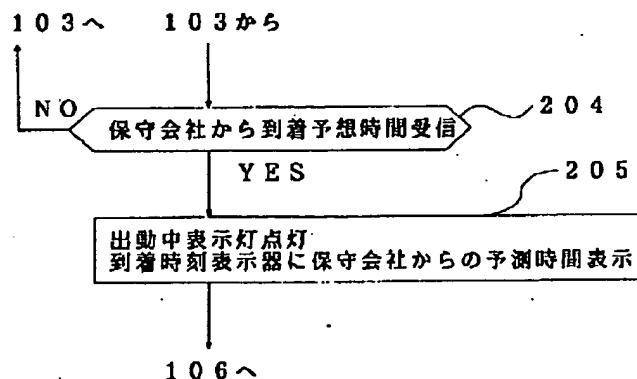 103へ
103から
NO
保守会社から到着予想時間受信
204
YES
205
出動中表示灯点灯
到着時刻表示器に保守会社からの予測時間表示
106へ